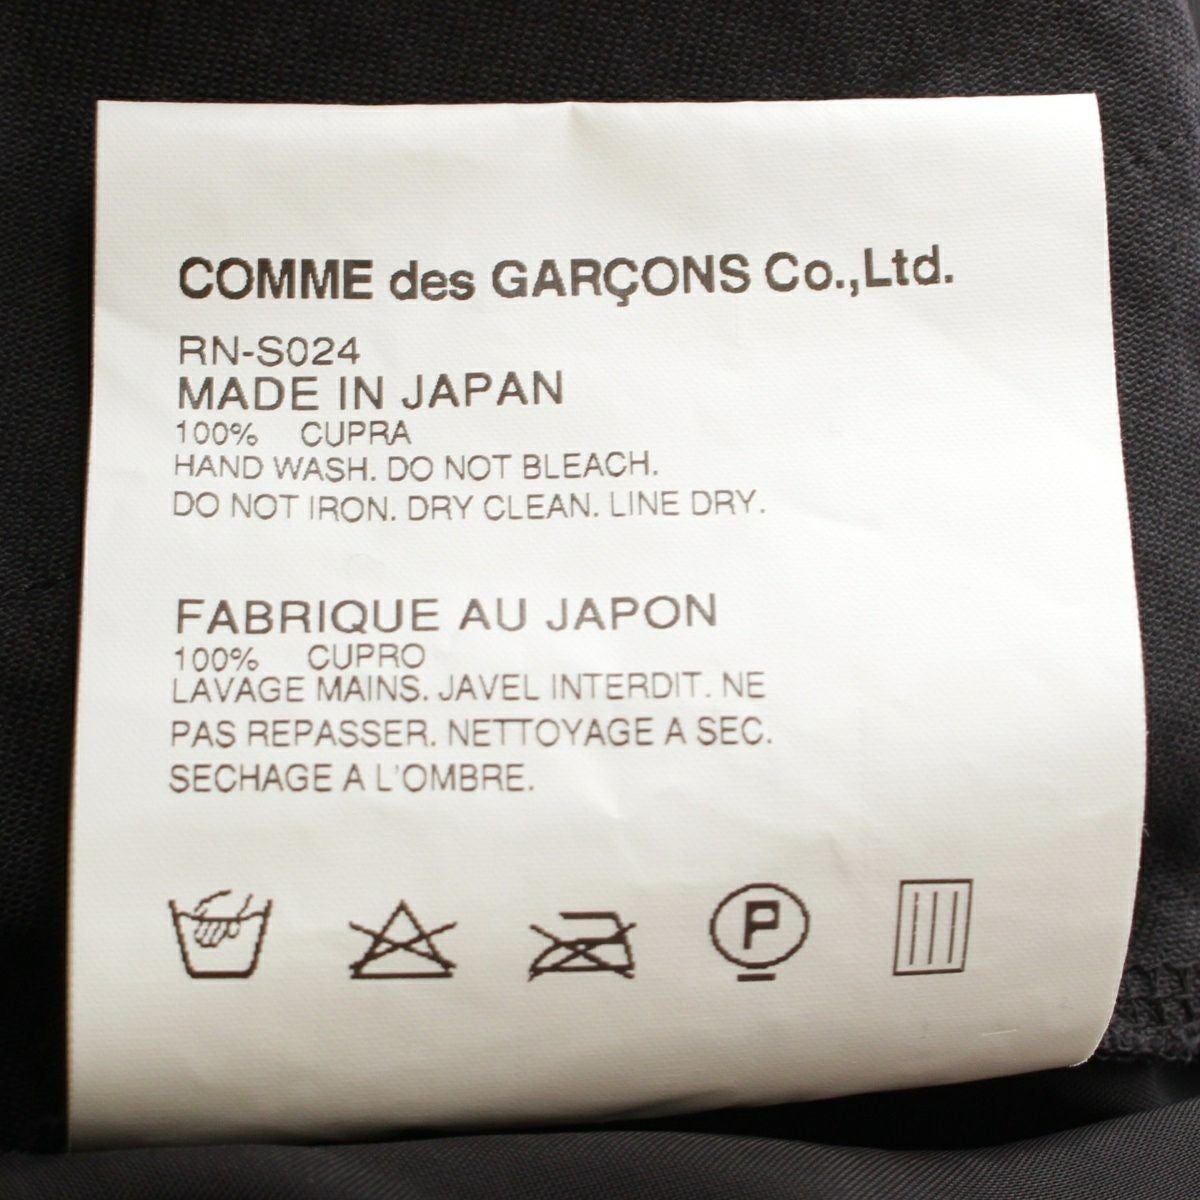 COMME des GARÇONS Co.,Ltd.
RN-S024
MADE IN JAPAN
100% CUPRA
HAND WASH. DO NOT BLEACH.
DO NOT IRON. DRY CLEAN. LINE DRY.
FABRIQUE AU JAPON
100% CUPRO
LAVAGE MAINS. JAVEL INTERDIT. NE
PAS REPASSER. NETTOYAGE A SEC.
SECHAGE A L'OMBRE.
P